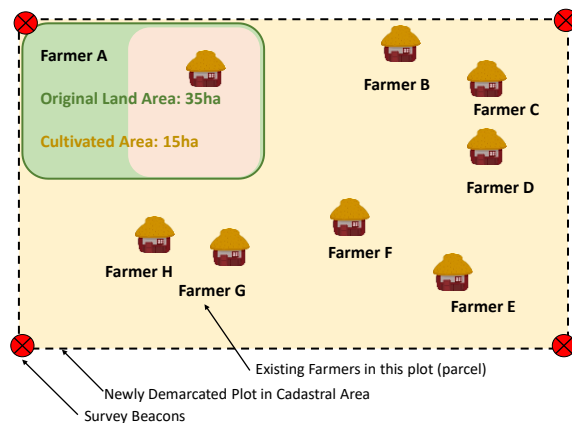 Farmer A
Original Land Area: 35ha
Cultivated Area: 15ha
Farmer B
Farmer C
Farmer D
Farmer F
Farmer H
Farmer G
Farmer E
Existing Farmers in this plot (parcel)
Newly Demarcated Plot in Cadastral Area
Survey Beacons